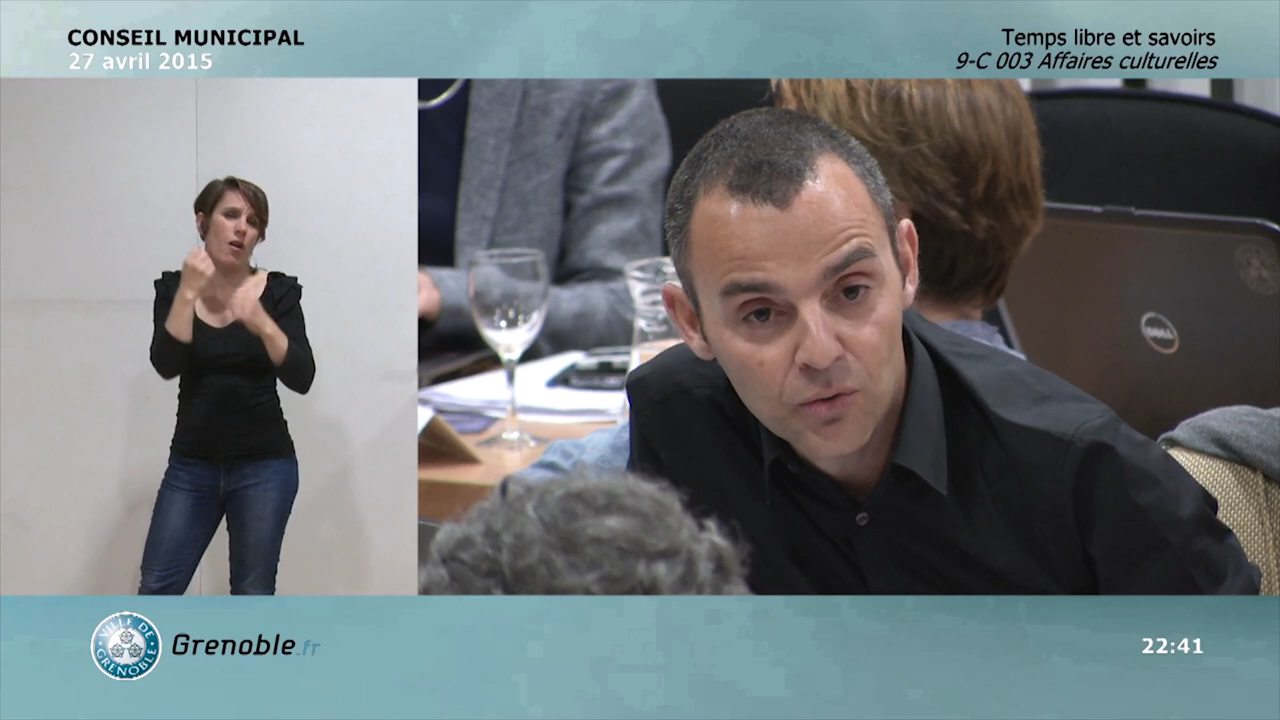 CONSEIL MUNICIPAL
27 avril 2015
Temps libre et savoirs
9-C 003 Affaires culturelles
DELL
VILLE DE
GRENOBLE
Grenoble.fr
22:41